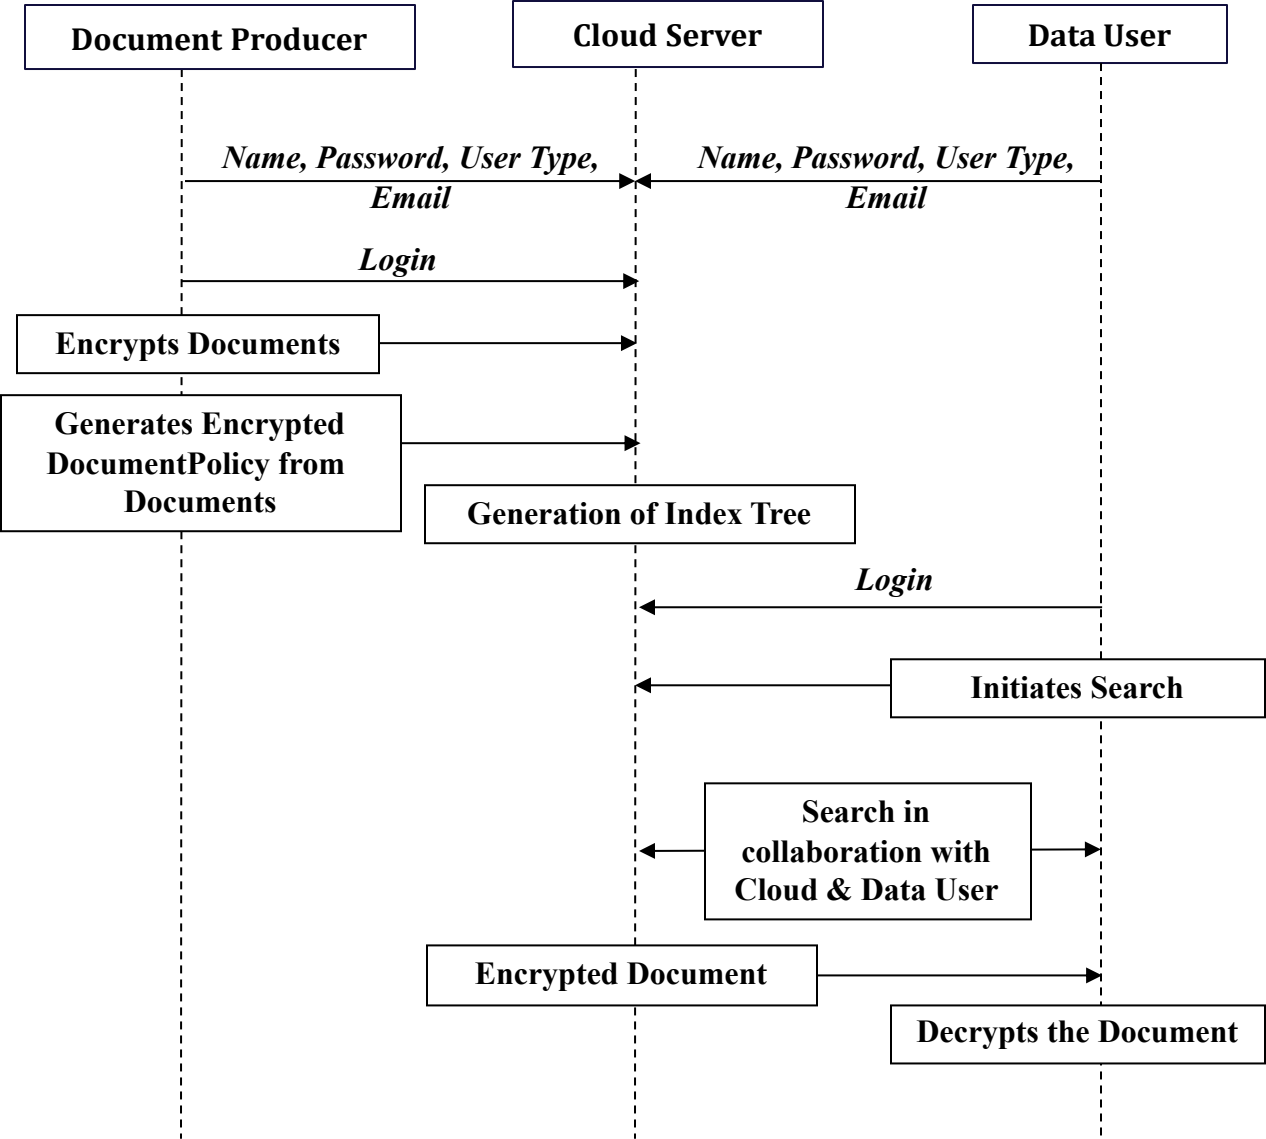 Document Producer
Cloud Server
Data User
Name, Password, User Type,
Email
Name, Password, User Type,
Email
Login
Encrypts Documents
Generates Encrypted
DocumentPolicy from
Documents
Generation of Index Tree
Login
Initiates Search
Search in
collaboration with
Cloud & Data User
Encrypted Document
Decrypts the Document